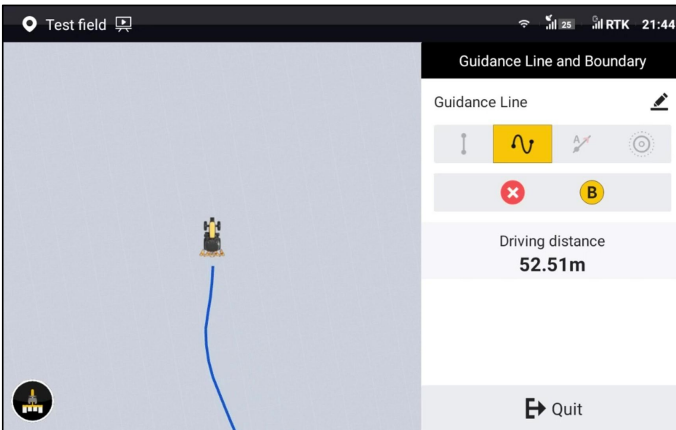 Test field
25
RTK 21:44
Guidance Line and Boundary
Guidance Line
A
B
Driving distance
52.51m
Quit